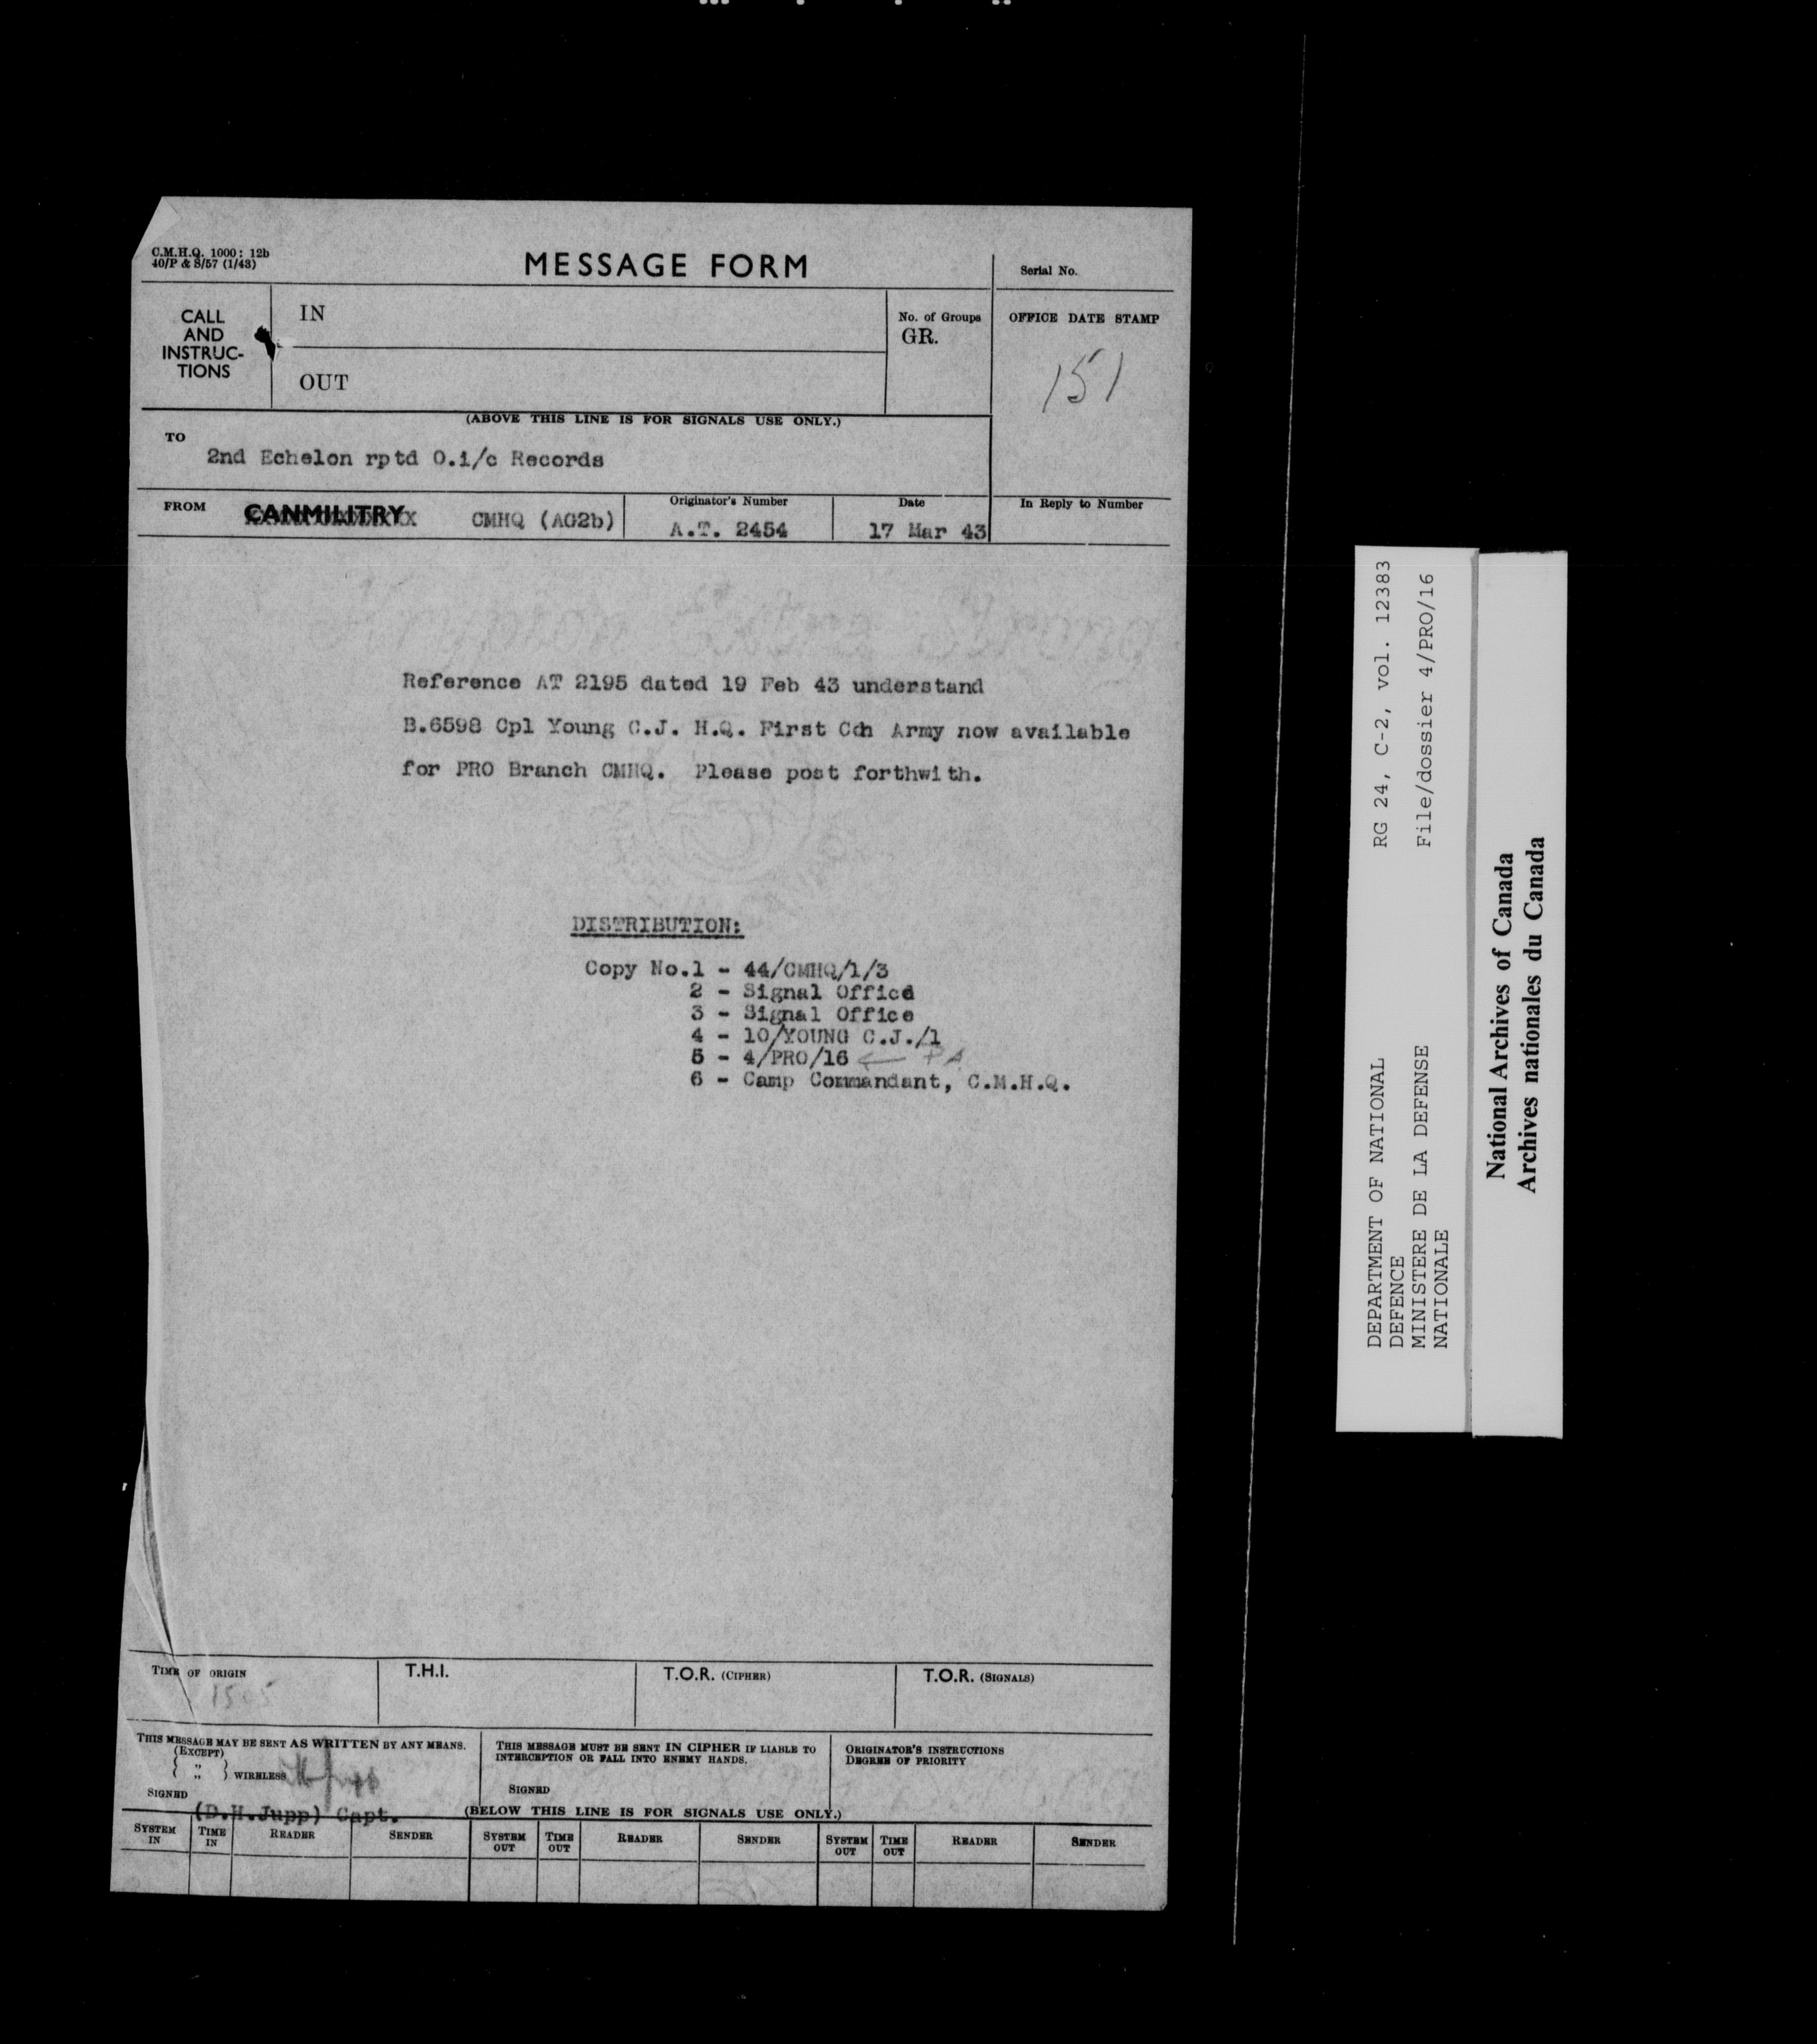 C.M.H.Q. 1000: 12b
40/P & S/57 (1/43)
MESSAGE FORM
Serial No.
CALL
AND
INSTRUC-
TIONS
IN
OUT
No. of Groups
GR.
OFFICE DATE STAMP
151
(ABOVE THIS LINE IS FOR SIGNALS USE ONLY.)
TO
2nd Echelon rptd O.i/c Records
FROM
CANMILITRY
CMHQ (AG2b)
Originator's Number
A.T. 2454
Date
17 Mar 43
In Reply to Number
Reference AT 2195 dated 19 Feb 43 understand
B.6598 Cpl Young C.J. H.Q. First Cdn Army now available
for PRO Branch CMHQ. Please post forthwith.
DISTRIBUTION:
Copy No.1 - 44/CMHQ/1/3
2 - Signal Office
3 - Signal Office
4 - 10/YOUNG C.J./1
5 - 4/PRO/16 ← PA
6 - Camp Commandant, C.M.H.Q.
TIME OF ORIGIN
1505
T.H.I.
T.O.R. (CIPHER)
T.O.R. (SIGNALS)
THIS MESSAGE MAY BE SENT AS WRITTEN BY ANY MEANS.
(EXCEPT)
{ „ } WIRELESS
SIGNED
(D.H.Jupp) Capt.
THIS MESSAGE MUST BE SENT IN CIPHER IF LIABLE TO
INTERCEPTION OR FALL INTO ENEMY HANDS.
SIGNED
ORIGINATOR'S INSTRUCTIONS
DEGREE OF PRIORITY
(BELOW THIS LINE IS FOR SIGNALS USE ONLY.)
SYSTEM IN
TIME IN
READER
SENDER
SYSTEM OUT
TIME OUT
READER
SENDER
SYSTEM OUT
TIME OUT
READER
SENDER
DEPARTMENT OF NATIONAL
DEFENCE
MINISTERE DE LA DEFENSE
NATIONALE
RG 24, C-2, vol. 12383
File/dossier 4/PRO/16
National Archives of Canada
Archives nationales du Canada